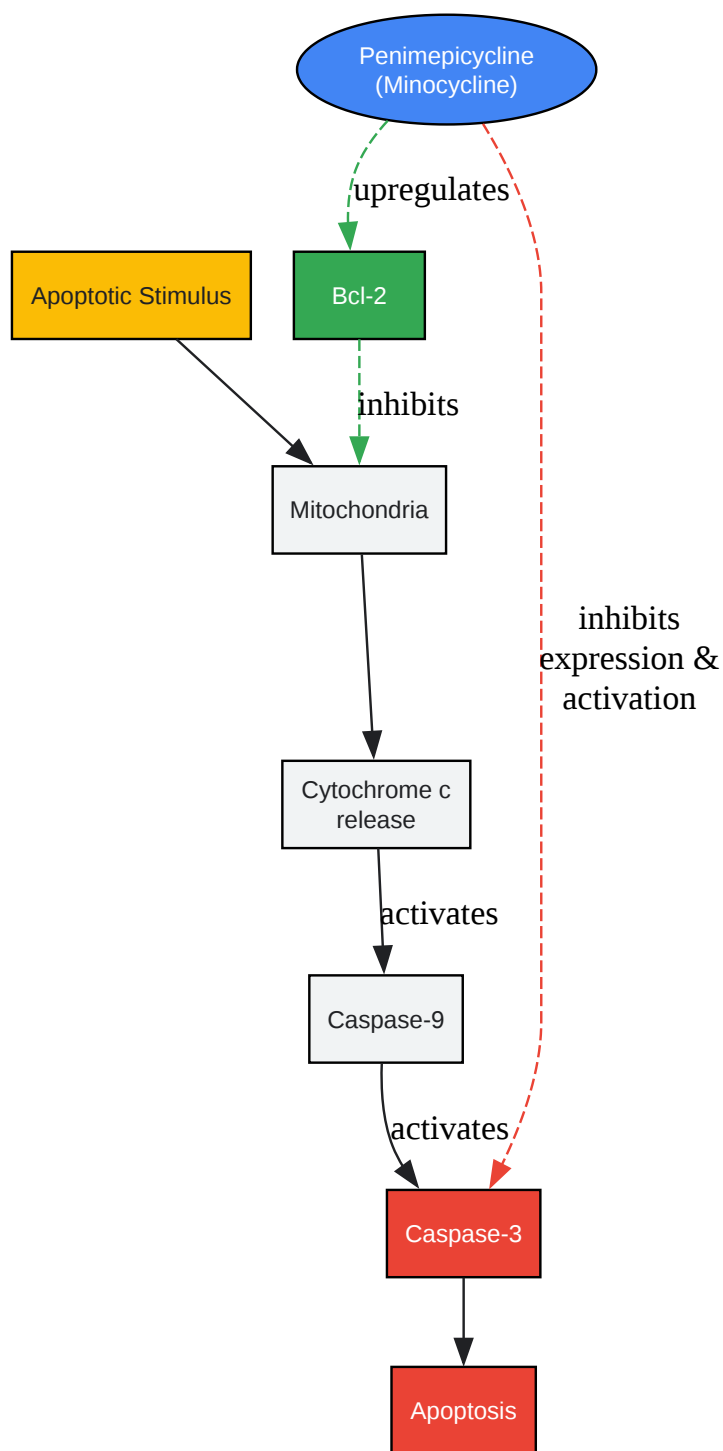 Penimepicycline
(Minocycline)
upregulates
Apoptotic Stimulus
Bcl-2
inhibits
Mitochondria
inhibits
expression &
activation
Cytochrome c
release
activates
Caspase-9
activates
Caspase-3
Apoptosis